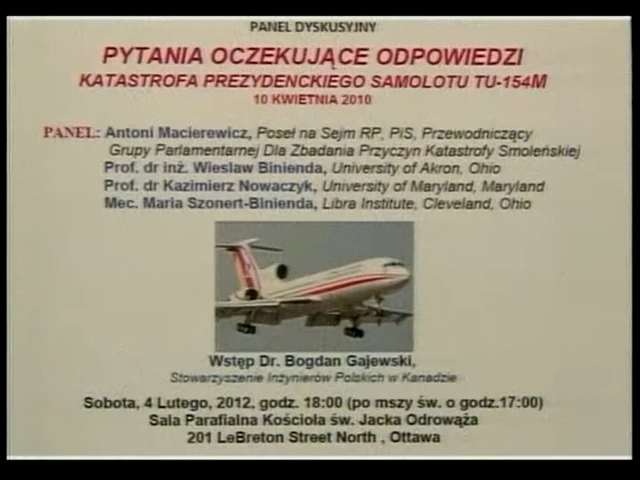 PANEL DYSKUSYJNY
PYTANIA OCZEKUJĄCE ODPOWIEDZI
KATASTROFA PREZYDENCKIEGO SAMOLOTU TU-154M
10 KWIETNIA 2010
PANEL: Antoni Macierewicz, Poseł na Sejm RP, PiS, Przewodniczący
Grupy Parlamentarnej Dla Zbadania Przyczyn Katastrofy Smoleńskiej
Prof. dr inż. Wieslaw Binienda, University of Akron, Ohio
Prof. dr Kazimierz Nowaczyk, University of Maryland, Maryland
Mec. Maria Szonert-Binienda, Libra Institute, Cleveland, Ohio
Wstęp Dr. Bogdan Gajewski,
Stowarzyszenie Inżynierów Polskich w Kanadzie
Sobota, 4 Lutego, 2012, godz. 18:00 (po mszy św. o godz.17:00)
Sala Parafialna Kościoła św. Jacka Odrowąża
201 LeBreton Street North , Ottawa